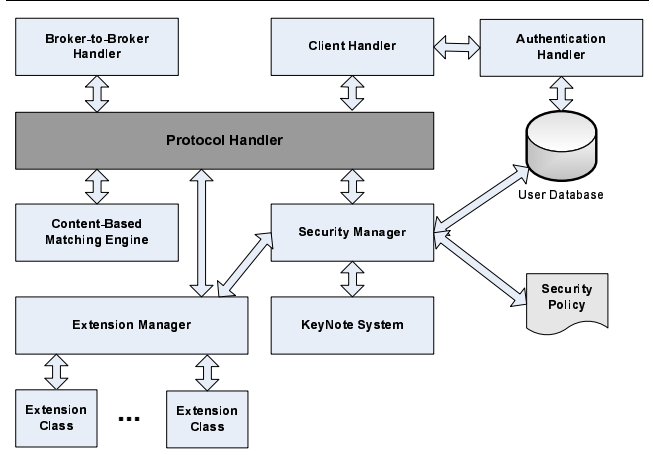 Broker-to-Broker
Handler
Client Handler
Authentication
Handler
Protocol Handler
User Database
Content-Based
Matching Engine
Security Manager
Security
Policy
Extension Manager
KeyNote System
Extension
Class
...
Extension
Class